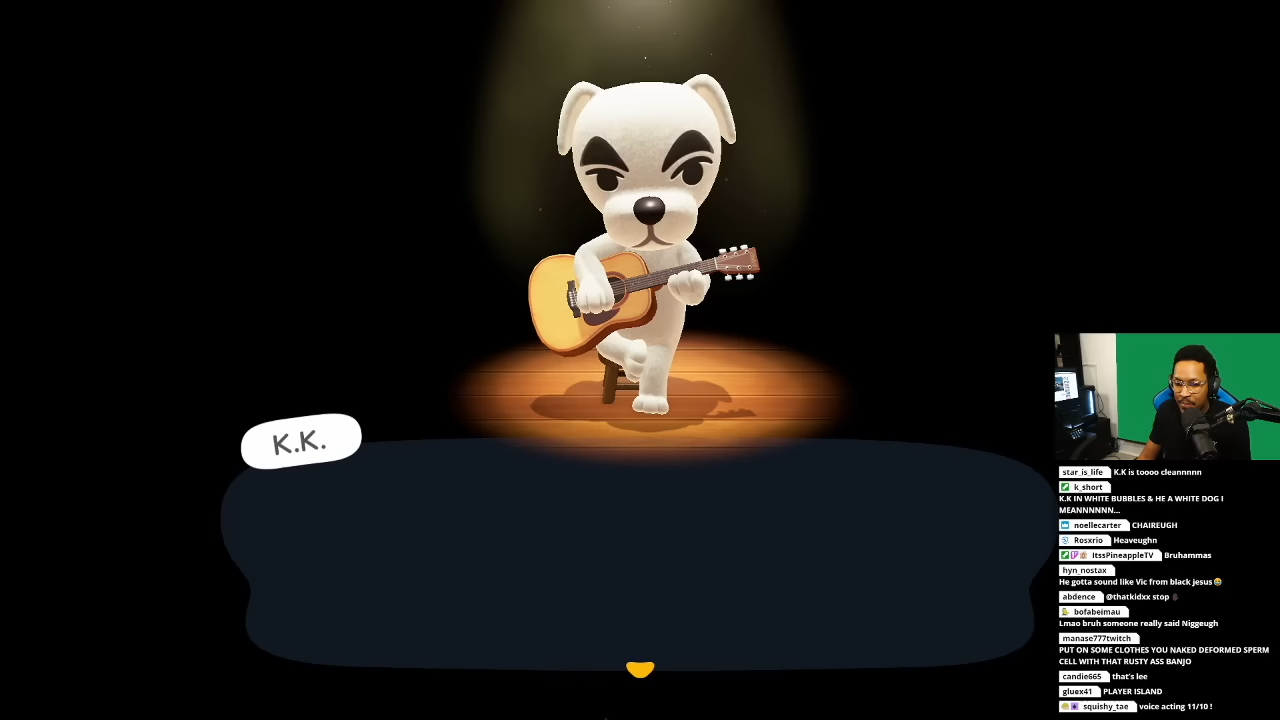 K.K.
star_is_life K.K is toooo cleannnnn
k_short
K.K IN WHITE BUBBLES & HE A WHITE DOG I
MEANNNNN...
noellecarter CHAIREUGH
Rosxrio Heaveughn
ItssPineappleTV Bruhammas
hyn_nostax
He gotta sound like Vic from black jesus
abdence @thatkidxx stop
bofabeimau
Lmao bruh someone really said Niggeugh
manase777twitch
PUT ON SOME CLOTHES YOU NAKED DEFORMED SPERM
CELL WITH THAT RUSTY ASS BANJO
candie665 that's lee
gluex41 PLAYER ISLAND
squishy_tae voice acting 11/10 !